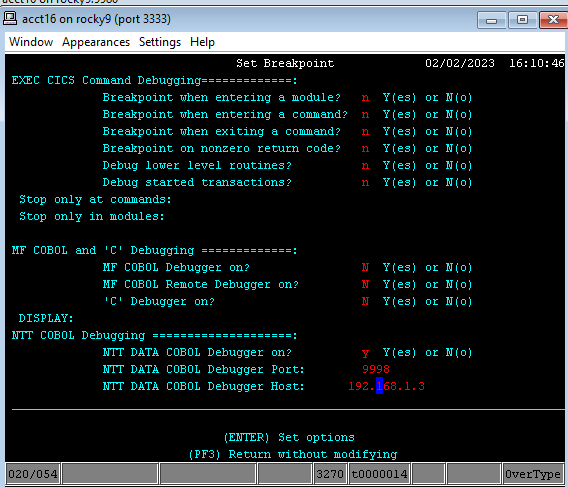 acct16 on rocky9:5986
acct16 on rocky9 (port 3333)
Window Appearances Settings Help
Set Breakpoint 02/02/2023 16:10:46
EXEC CICS Command Debugging=============:
Breakpoint when entering a module? n Y(es) or N(o)
Breakpoint when entering a command? n Y(es) or N(o)
Breakpoint when exiting a command? n Y(es) or N(o)
Breakpoint on nonzero return code? n Y(es) or N(o)
Debug lower level routines? n Y(es) or N(o)
Debug started transactions? n Y(es) or N(o)
Stop only at commands:
Stop only in modules:
MF COBOL and 'C' Debugging =============:
MF COBOL Debugger on? N Y(es) or N(o)
MF COBOL Remote Debugger on? N Y(es) or N(o)
'C' Debugger on? N Y(es) or N(o)
DISPLAY:
NTT COBOL Debugging ====================:
NTT DATA COBOL Debugger on? y Y(es) or N(o)
NTT DATA COBOL Debugger Port: 9998
NTT DATA COBOL Debugger Host: 192.168.1.3
(ENTER) Set options
(PF3) Return without modifying
020/054 3270 t0000014 OverType